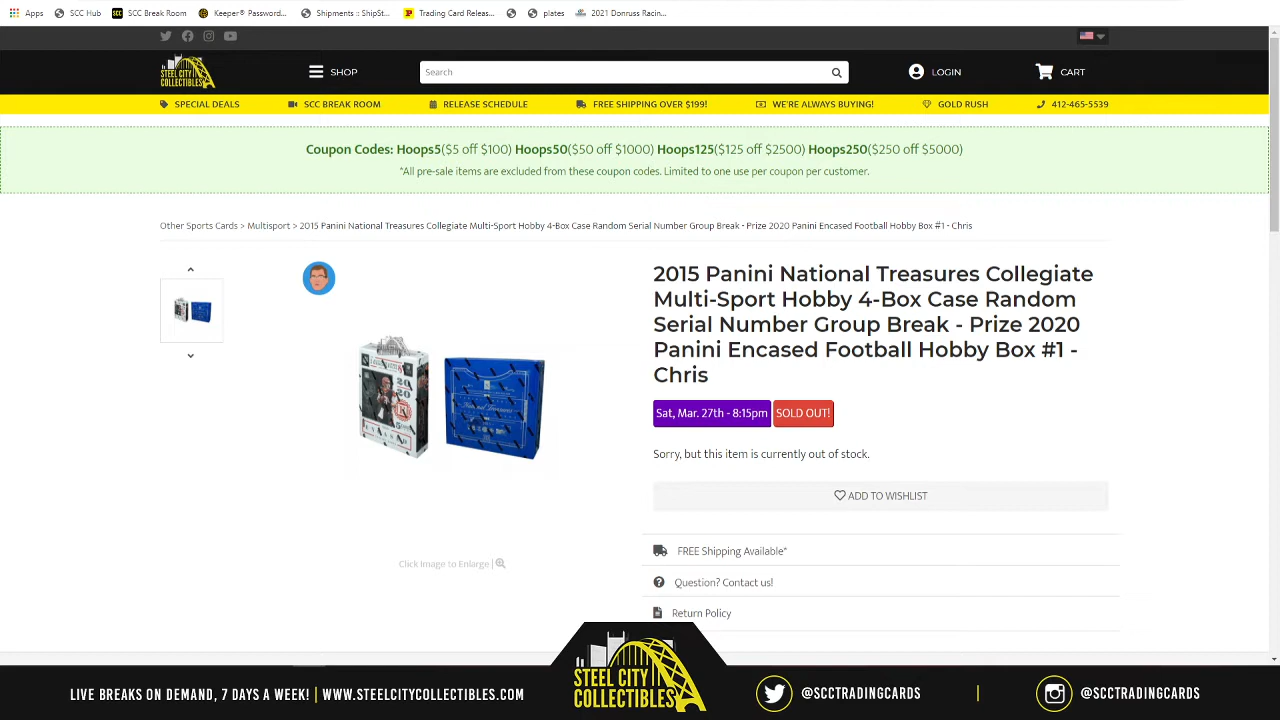 Apps SCC Hub SCC Break Room Keeper® Password... Shipments :: ShipSt... Trading Card Releas... plates 2021 Donruss Racin...
STEEL CITY
COLLECTIBLES
SHOP
Search
LOGIN
CART
SPECIAL DEALS
SCC BREAK ROOM
RELEASE SCHEDULE
FREE SHIPPING OVER $199!
WE'RE ALWAYS BUYING!
GOLD RUSH
412-465-5539
Coupon Codes: Hoops5($5 off $100) Hoops50($50 off $1000) Hoops125($125 off $2500) Hoops250($250 off $5000)
*All pre-sale items are excluded from these coupon codes. Limited to one use per coupon per customer.
Other Sports Cards > Multisport > 2015 Panini National Treasures Collegiate Multi-Sport Hobby 4-Box Case Random Serial Number Group Break - Prize 2020 Panini Encased Football Hobby Box #1 - Chris
2015 Panini National Treasures Collegiate
Multi-Sport Hobby 4-Box Case Random
Serial Number Group Break - Prize 2020
Panini Encased Football Hobby Box #1 -
Chris
Sat, Mar. 27th - 8:15pm
SOLD OUT!
Sorry, but this item is currently out of stock.
ADD TO WISHLIST
FREE Shipping Available*
Question? Contact us!
Return Policy
Click Image to Enlarge |
LIVE BREAKS ON DEMAND, 7 DAYS A WEEK! | WWW.STEELCITYCOLLECTIBLES.COM
STEEL CITY
COLLECTIBLES
@SCCTRADINGCARDS
|
@SCCTRADINGCARDS